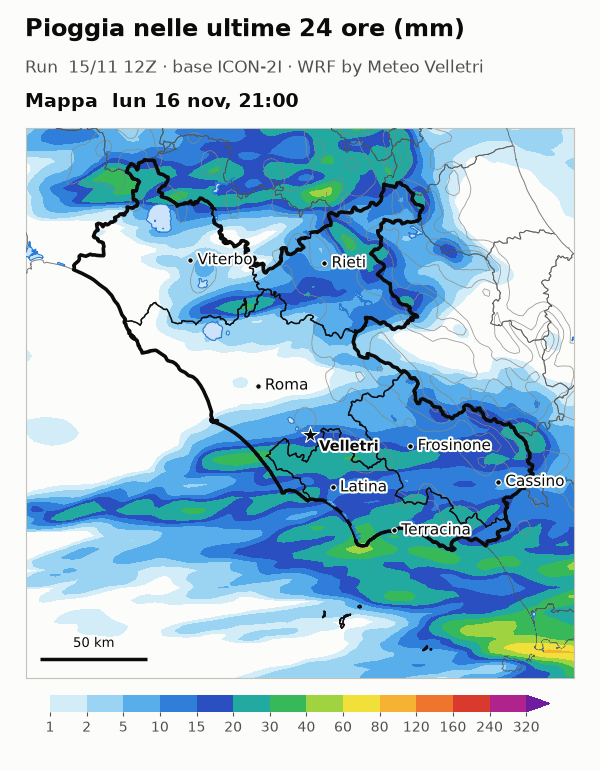 Pioggia nelle ultime 24 ore (mm)
Run  15/11 12Z · base ICON-2I · WRF by Meteo Velletri
Mappa  lun 16 nov, 21:00
Viterbo
Rieti
Roma
Velletri
Frosinone
Cassino
Latina
Terracina
50 km
1 2 5 10 15 20 30 40 60 80 120 160 240 320